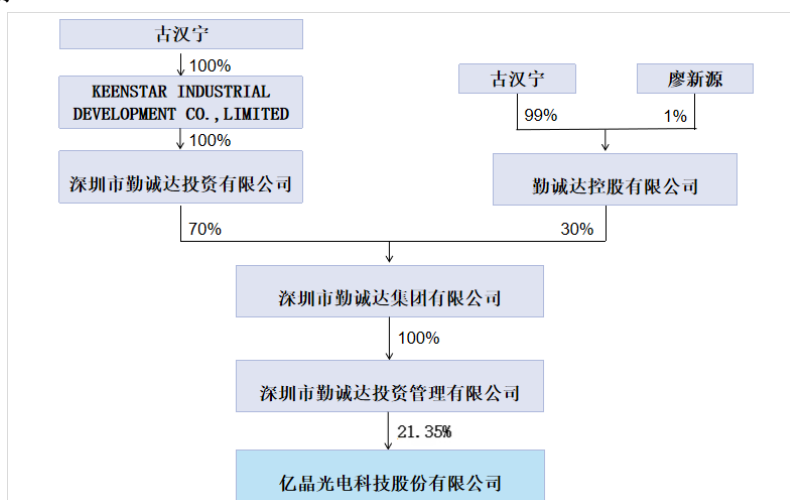 古汉宁
100%
KEENSTAR INDUSTRIAL
DEVELOPMENT CO.,LIMITED
100%
深圳市勤诚达投资有限公司
古汉宁
廖新源
99%
1%
勤诚达控股有限公司
70%
30%
深圳市勤诚达集团有限公司
100%
深圳市勤诚达投资管理有限公司
21.35%
亿晶光电科技股份有限公司